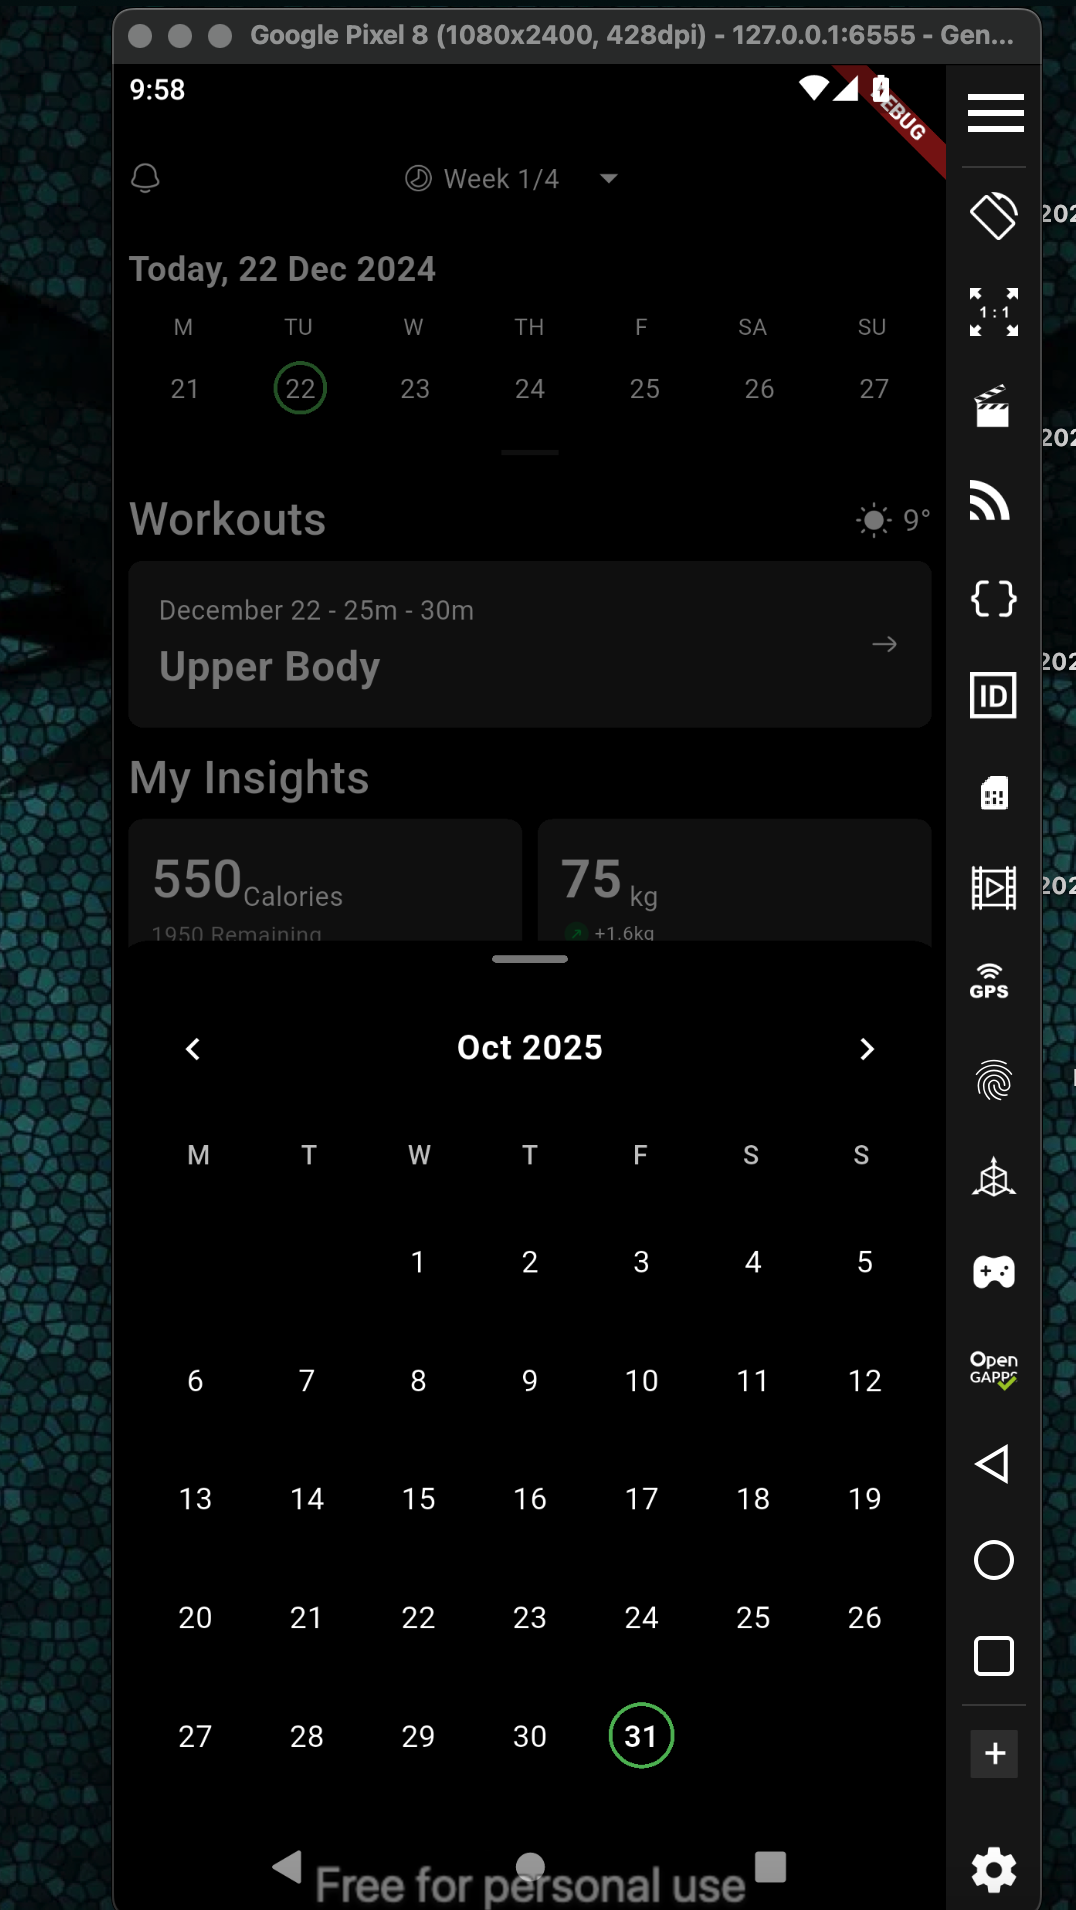 Google Pixel 8 (1080x2400, 428dpi) - 127.0.0.1:6555 - Gen...
9:58
Week 1/4
Today, 22 Dec 2024
M TU W TH F SA SU
21 22 23 24 25 26 27
Workouts
9°
December 22 - 25m - 30m
Upper Body
My Insights
550 Calories
1950 Remaining
75 kg
+1.6kg
Oct 2025
M T W T F S S
1 2 3 4 5
6 7 8 9 10 11 12
13 14 15 16 17 18 19
20 21 22 23 24 25 26
27 28 29 30 31
Free for personal use
1 : 1
ID
GPS
Open
GAPPS
202
202
202
202